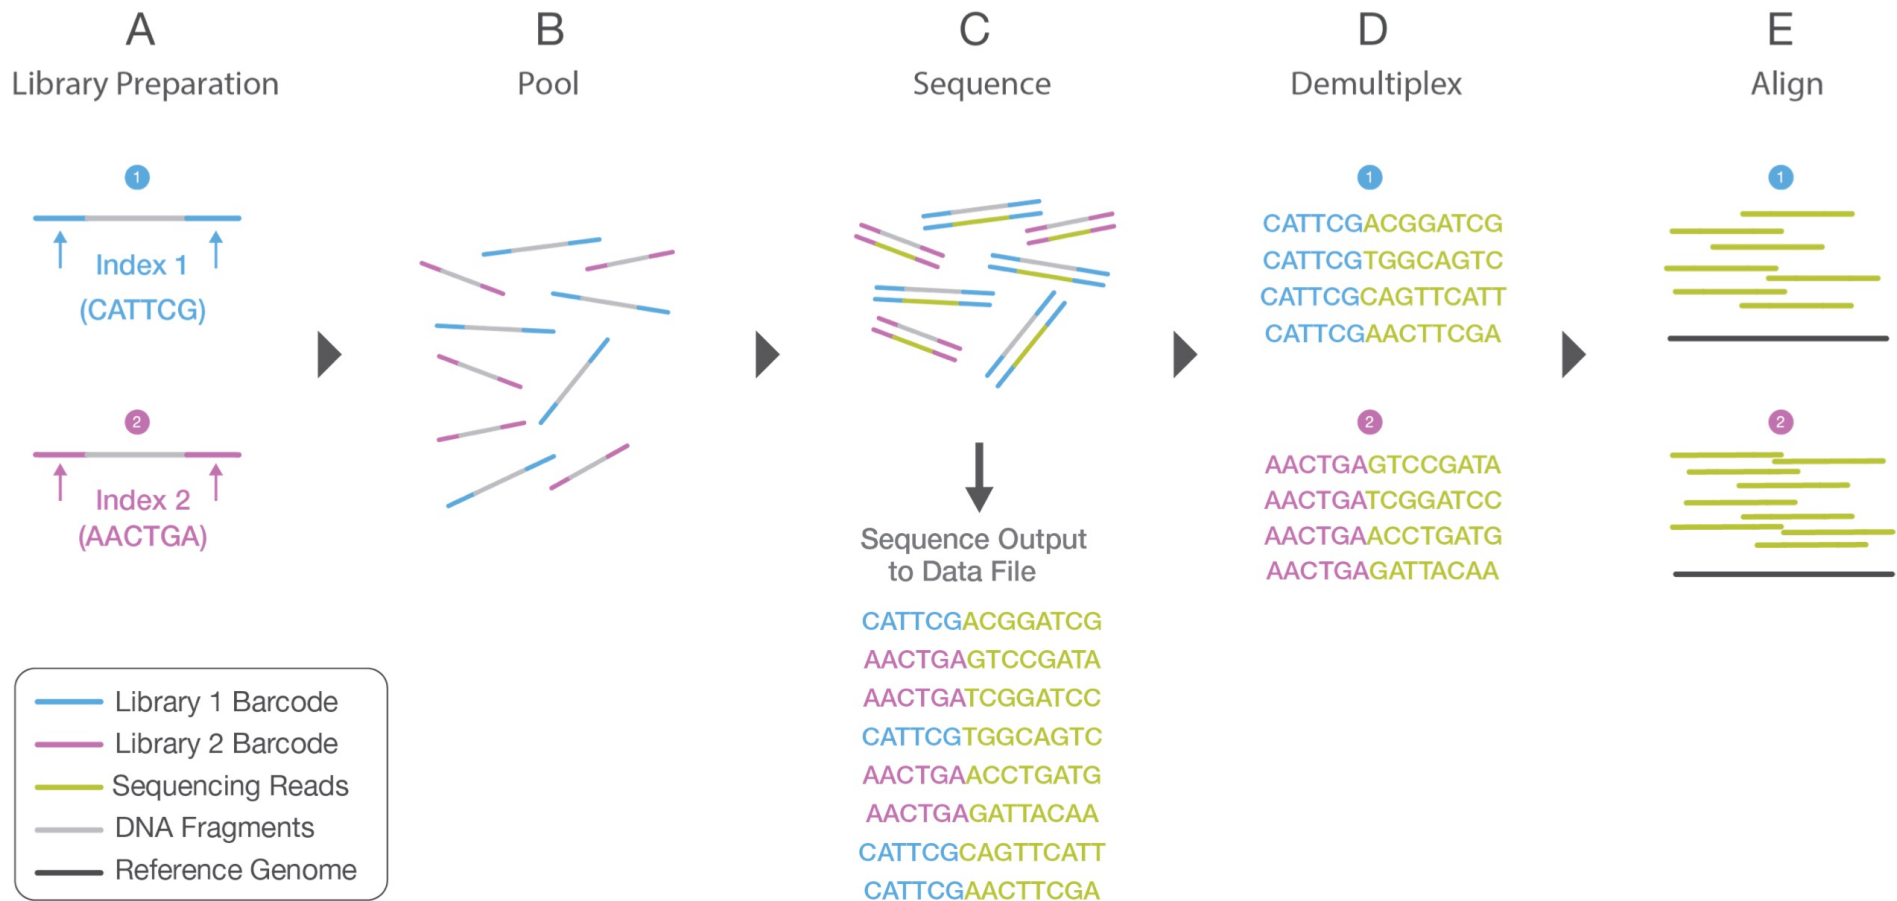 A
Library Preparation
1
Index 1
(CATTCG)
2
Index 2
(AACTGA)
Library 1 Barcode
Library 2 Barcode
Sequencing Reads
DNA Fragments
Reference Genome
B
Pool
C
Sequence
Sequence Output
to Data File
CATTCGACGGATCG
AACTGAGTCCGATA
AACTGATCGGATCC
CATTCGTGGCAGTC
AACTGAACCTGATG
AACTGAGATTACAA
CATTCGCAGTTCATT
CATTCGAACTTCGA
D
Demultiplex
1
CATTCGACGGATCG
CATTCGTGGCAGTC
CATTCGCAGTTCATT
CATTCGAACTTCGA
2
AACTGAGTCCGATA
AACTGATCGGATCC
AACTGAACCTGATG
AACTGAGATTACAA
E
Align
1
2